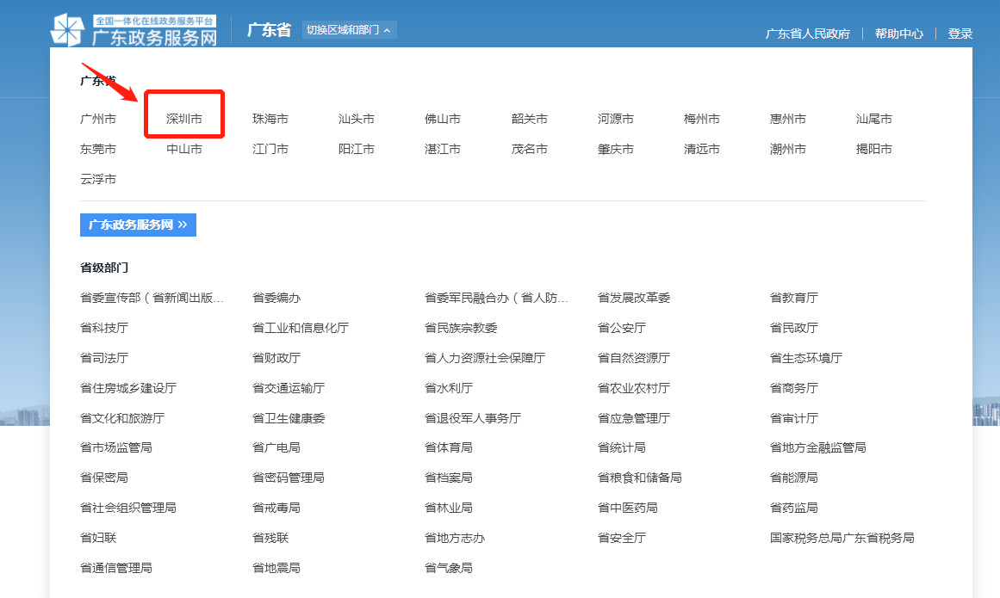 全国一体化在线政务服务平台
广东政务服务网
广东省 切换区域和部门
广东省人民政府 帮助中心 登录
广东省
广州市 深圳市 珠海市 汕头市 佛山市 韶关市 河源市 梅州市 惠州市 汕尾市
东莞市 中山市 江门市 阳江市 湛江市 茂名市 肇庆市 清远市 潮州市 揭阳市
云浮市
广东政务服务网 »
省级部门
省委宣传部（省新闻出版... 省委编办 省委军民融合办（省人防... 省发展改革委 省教育厅
省科技厅 省工业和信息化厅 省民族宗教委 省公安厅 省民政厅
省司法厅 省财政厅 省人力资源社会保障厅 省自然资源厅 省生态环境厅
省住房城乡建设厅 省交通运输厅 省水利厅 省农业农村厅 省商务厅
省文化和旅游厅 省卫生健康委 省退役军人事务厅 省应急管理厅 省审计厅
省市场监管局 省广电局 省体育局 省统计局 省地方金融监管局
省保密局 省密码管理局 省档案局 省粮食和储备局 省能源局
省社会组织管理局 省戒毒局 省林业局 省中医药局 省药监局
省妇联 省残联 省地方志办 省安全厅 国家税务总局广东省税务局
省通信管理局 省地震局 省气象局